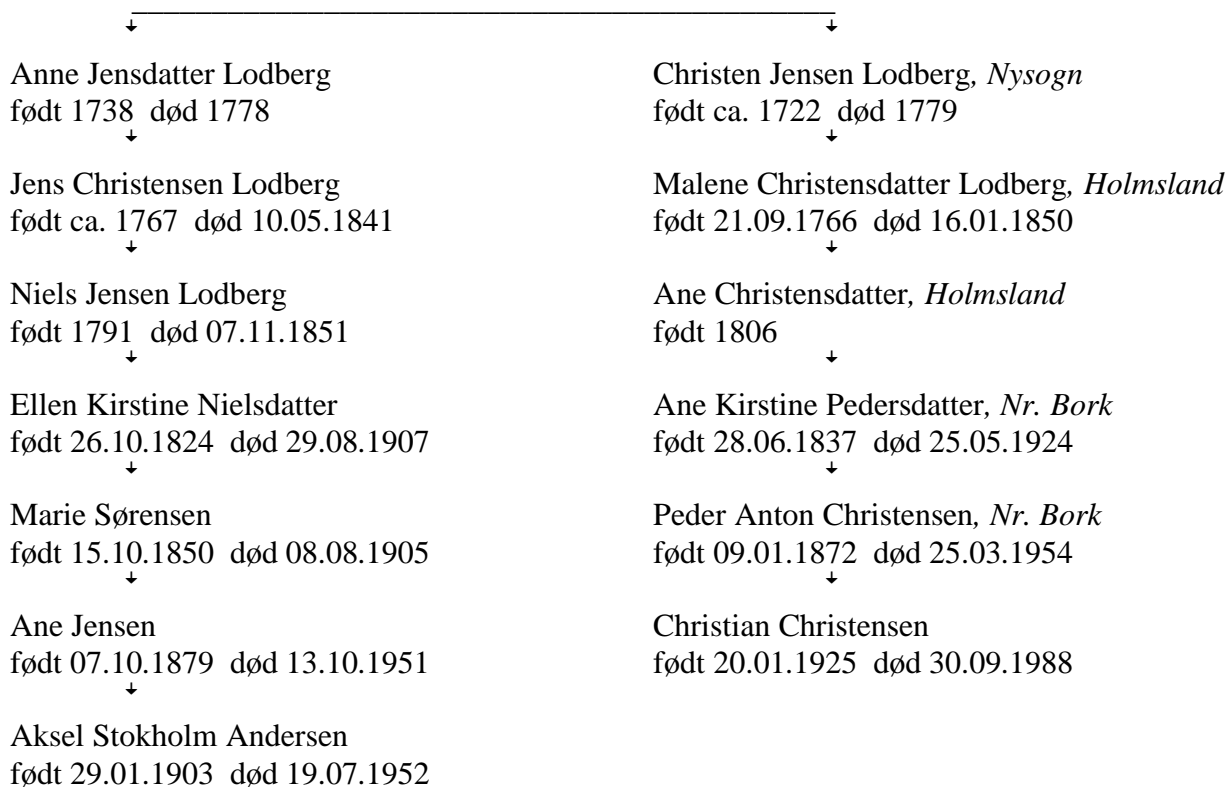 Anne Jensdatter Lodberg
født 1738 død 1778
Jens Christensen Lodberg
født ca. 1767 død 10.05.1841
Niels Jensen Lodberg
født 1791 død 07.11.1851
Ellen Kirstine Nielsdatter
født 26.10.1824 død 29.08.1907
Marie Sørensen
født 15.10.1850 død 08.08.1905
Ane Jensen
født 07.10.1879 død 13.10.1951
Aksel Stokholm Andersen
født 29.01.1903 død 19.07.1952
Christen Jensen Lodberg, Nysogn
født ca. 1722 død 1779
Malene Christensdatter Lodberg, Holmsland
født 21.09.1766 død 16.01.1850
Ane Christensdatter, Holmsland
født 1806
Ane Kirstine Pedersdatter, Nr. Bork
født 28.06.1837 død 25.05.1924
Peder Anton Christensen, Nr. Bork
født 09.01.1872 død 25.03.1954
Christian Christensen
født 20.01.1925 død 30.09.1988